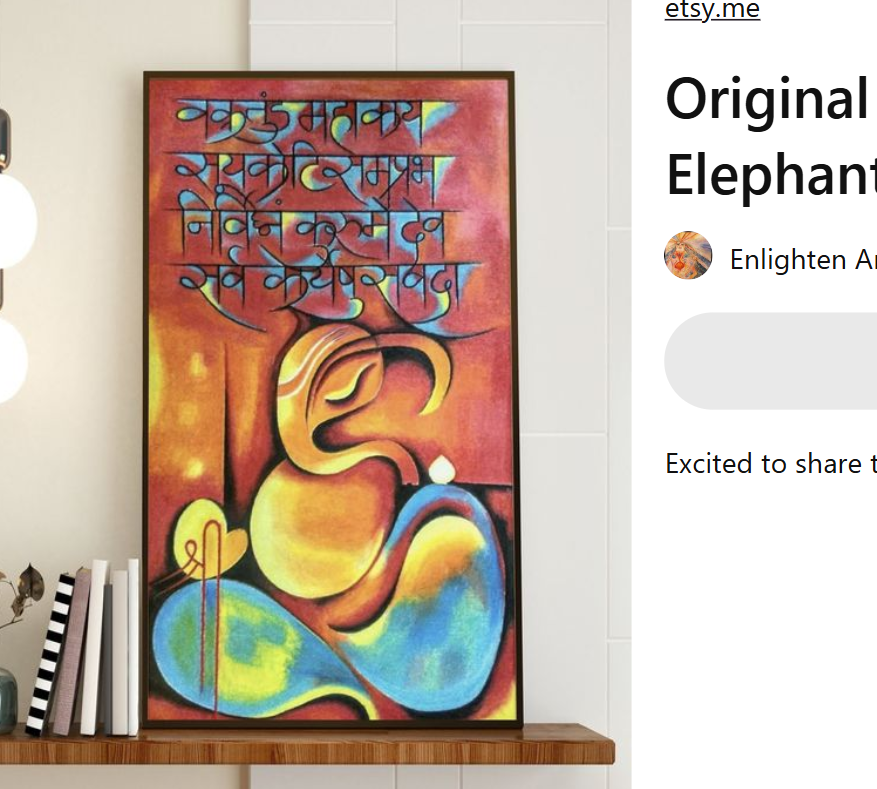 वक्रतुंड महाकाय
सुर्यकोटि समप्रभ
निर्विघ्नं कुरुमे देव
सर्व कार्येषु सर्वदा
etsy.me
Original
Elephant
Enlighten Ar
Excited to share t